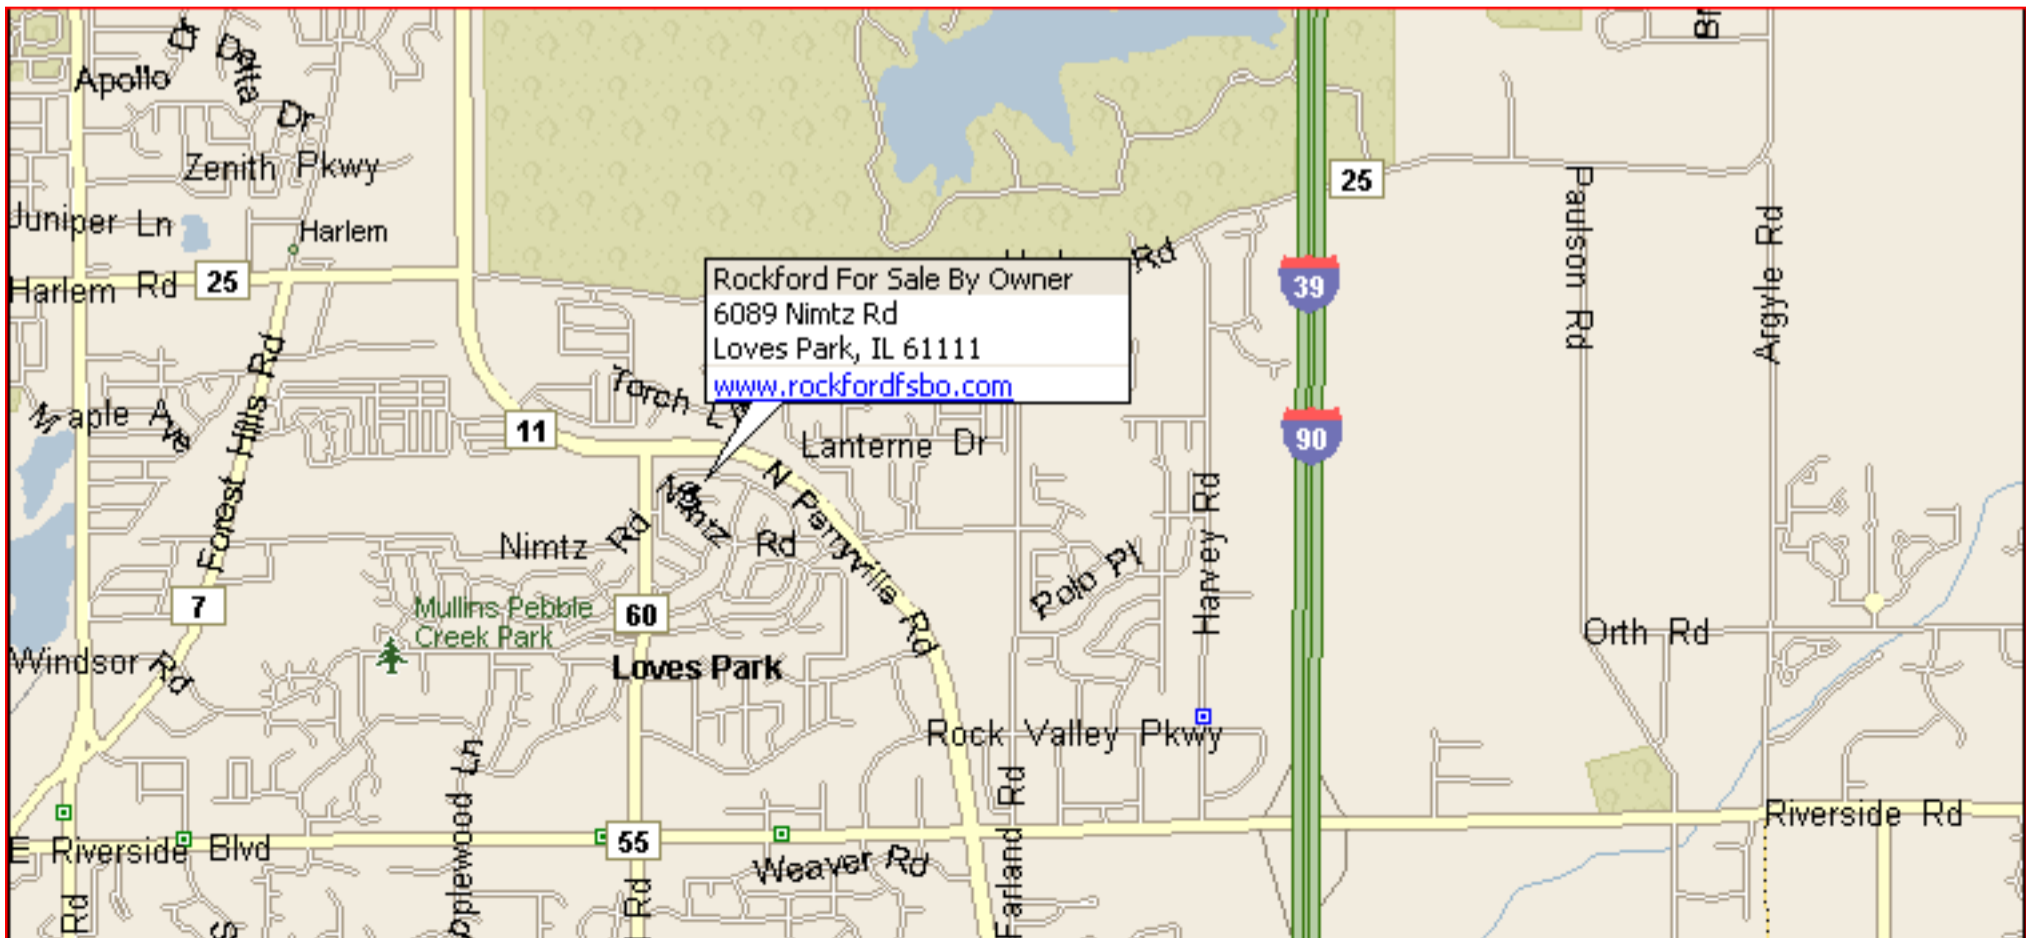 Delta Dr
Apollo
Zenith Pkwy
Juniper Ln
Harlem
Harlem Rd
25
25
Rd
Paulson Rd
Argyle Rd
Rockford For Sale By Owner
6089 Nimtz Rd
Loves Park, IL 61111
www.rockfordfsbo.com
39
90
Forest Hills Rd
Maple Ave
Torch Ln
11
Lanterne Dr
N Perryville Rd
Nimtz Rd
Nimtz Rd
Polo Pl
Harvey Rd
7
Mullins Pebble
Creek Park
60
Orth Rd
Windsor Rd
Loves Park
Rock Valley Pkwy
Applewood Ln
Farland Rd
Riverside Rd
E Riverside Blvd
55
Weaver Rd
Rd
Rd